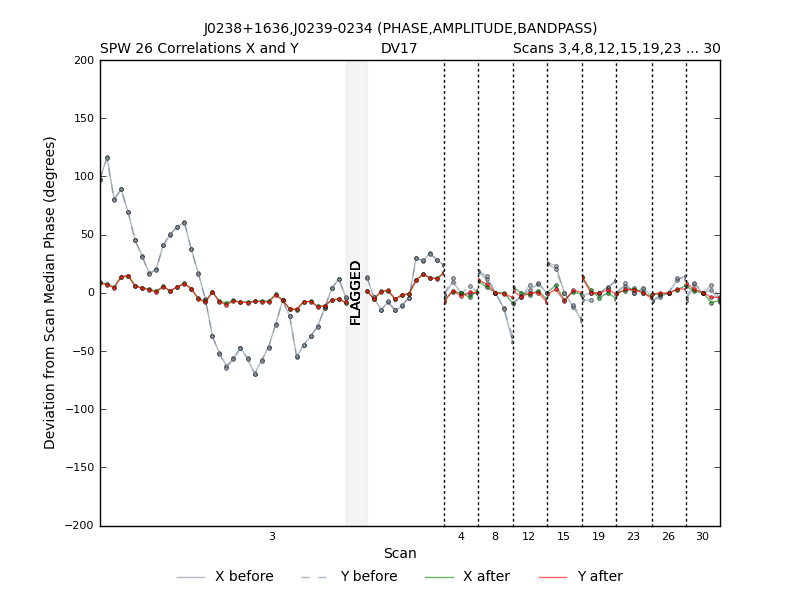 J0238+1636,J0239-0234 (PHASE,AMPLITUDE,BANDPASS)
SPW 26 Correlations X and Y DV17 Scans 3,4,8,12,15,19,23 ... 30
200
150
100
50
0
−50
−100
−150
−200
Deviation from Scan Median Phase (degrees)
FLAGGED
3 4 8 12 15 19 23 26 30
Scan
X before Y before X after Y after